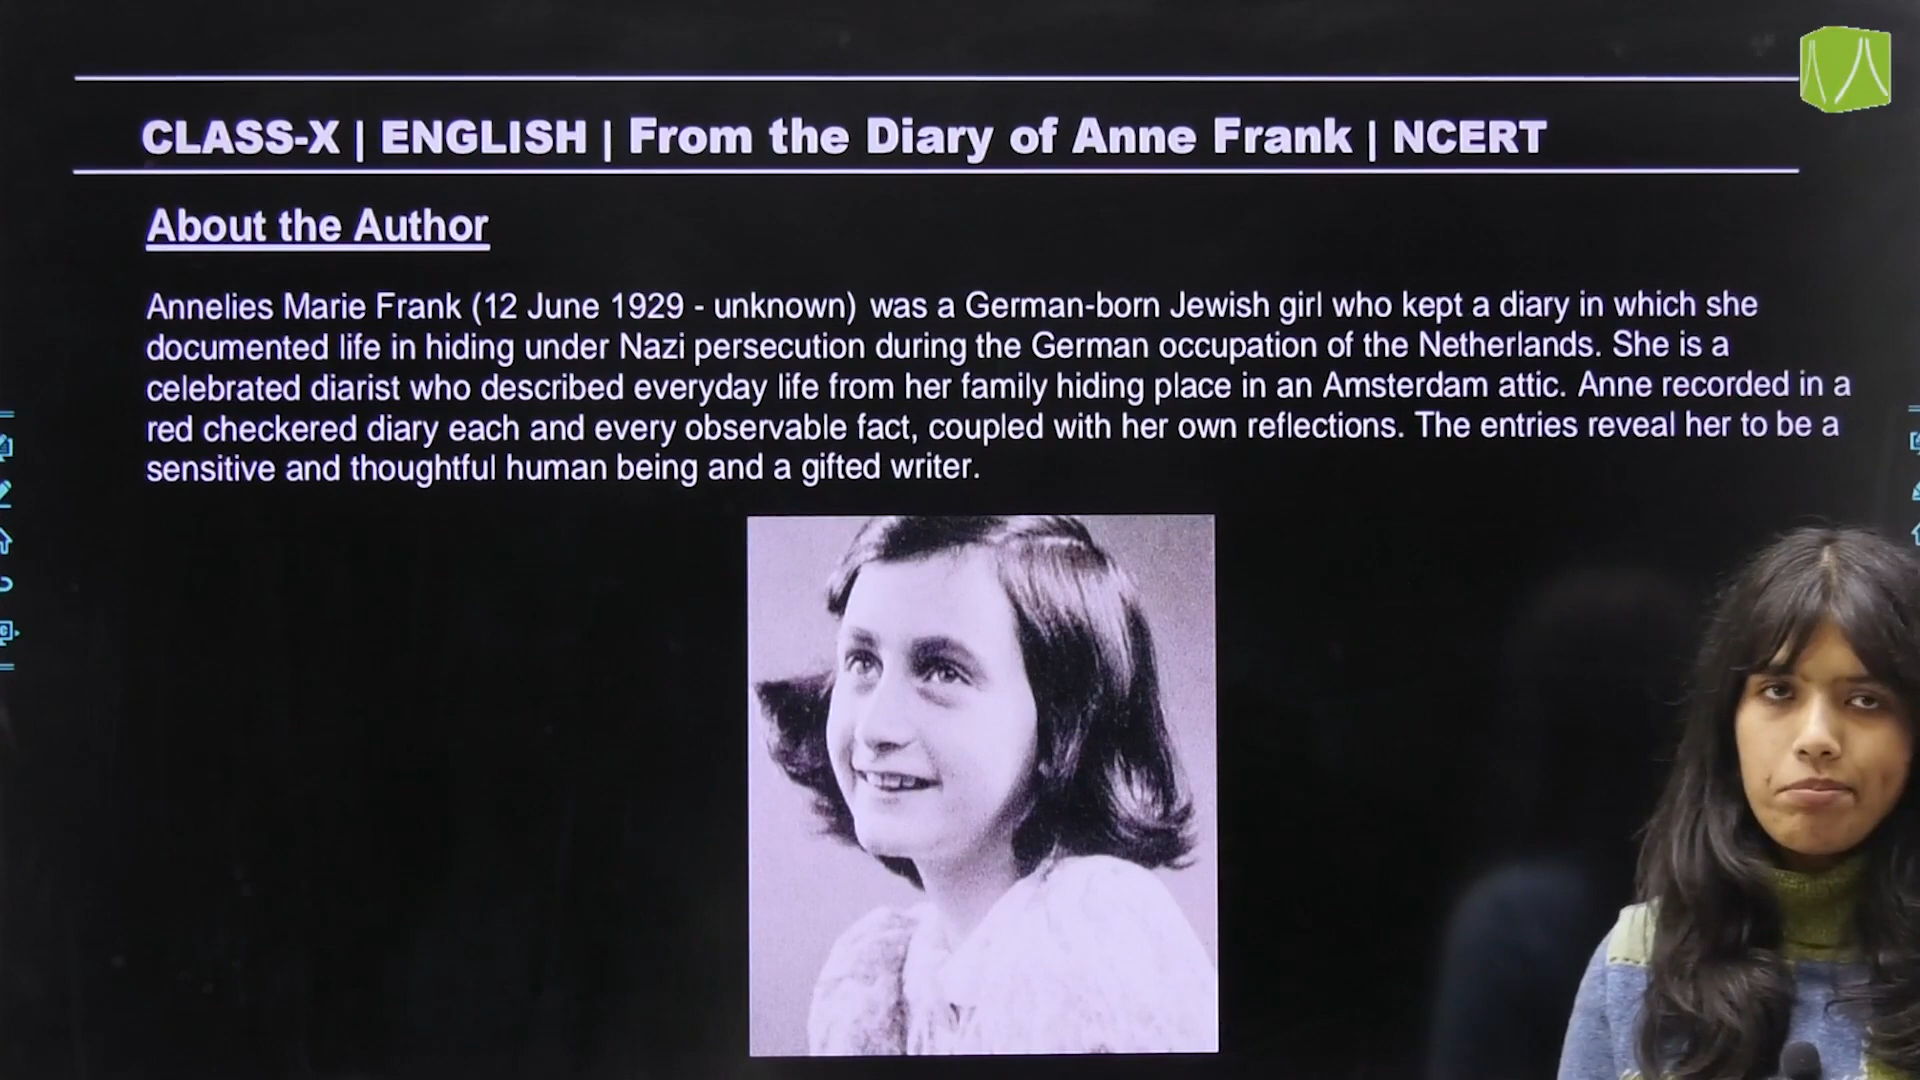 CLASS-X | ENGLISH | From the Diary of Anne Frank | NCERT
About the Author
Annelies Marie Frank (12 June 1929 - unknown) was a German-born Jewish girl who kept a diary in which she
documented life in hiding under Nazi persecution during the German occupation of the Netherlands. She is a
celebrated diarist who described everyday life from her family hiding place in an Amsterdam attic. Anne recorded in a
red checkered diary each and every observable fact, coupled with her own reflections. The entries reveal her to be a
sensitive and thoughtful human being and a gifted writer.